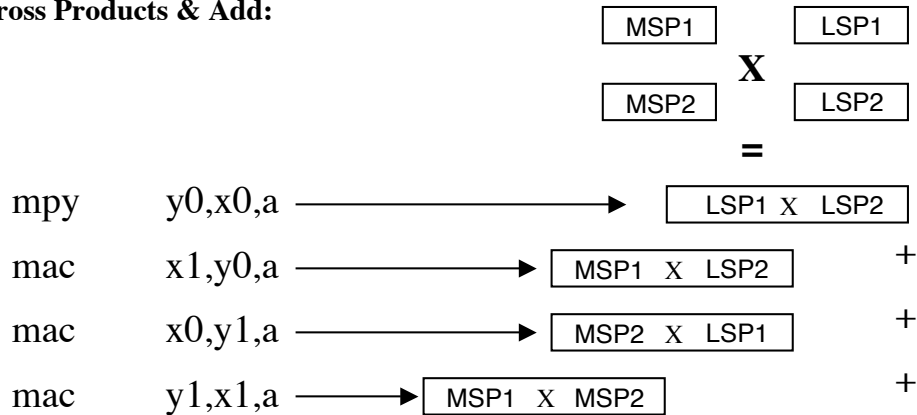 ross Products & Add:
MSP1 LSP1
X
MSP2 LSP2
=
mpy y0,x0,a LSP1 X LSP2
mac x1,y0,a MSP1 X LSP2 +
mac x0,y1,a MSP2 X LSP1 +
mac y1,x1,a MSP1 X MSP2 +